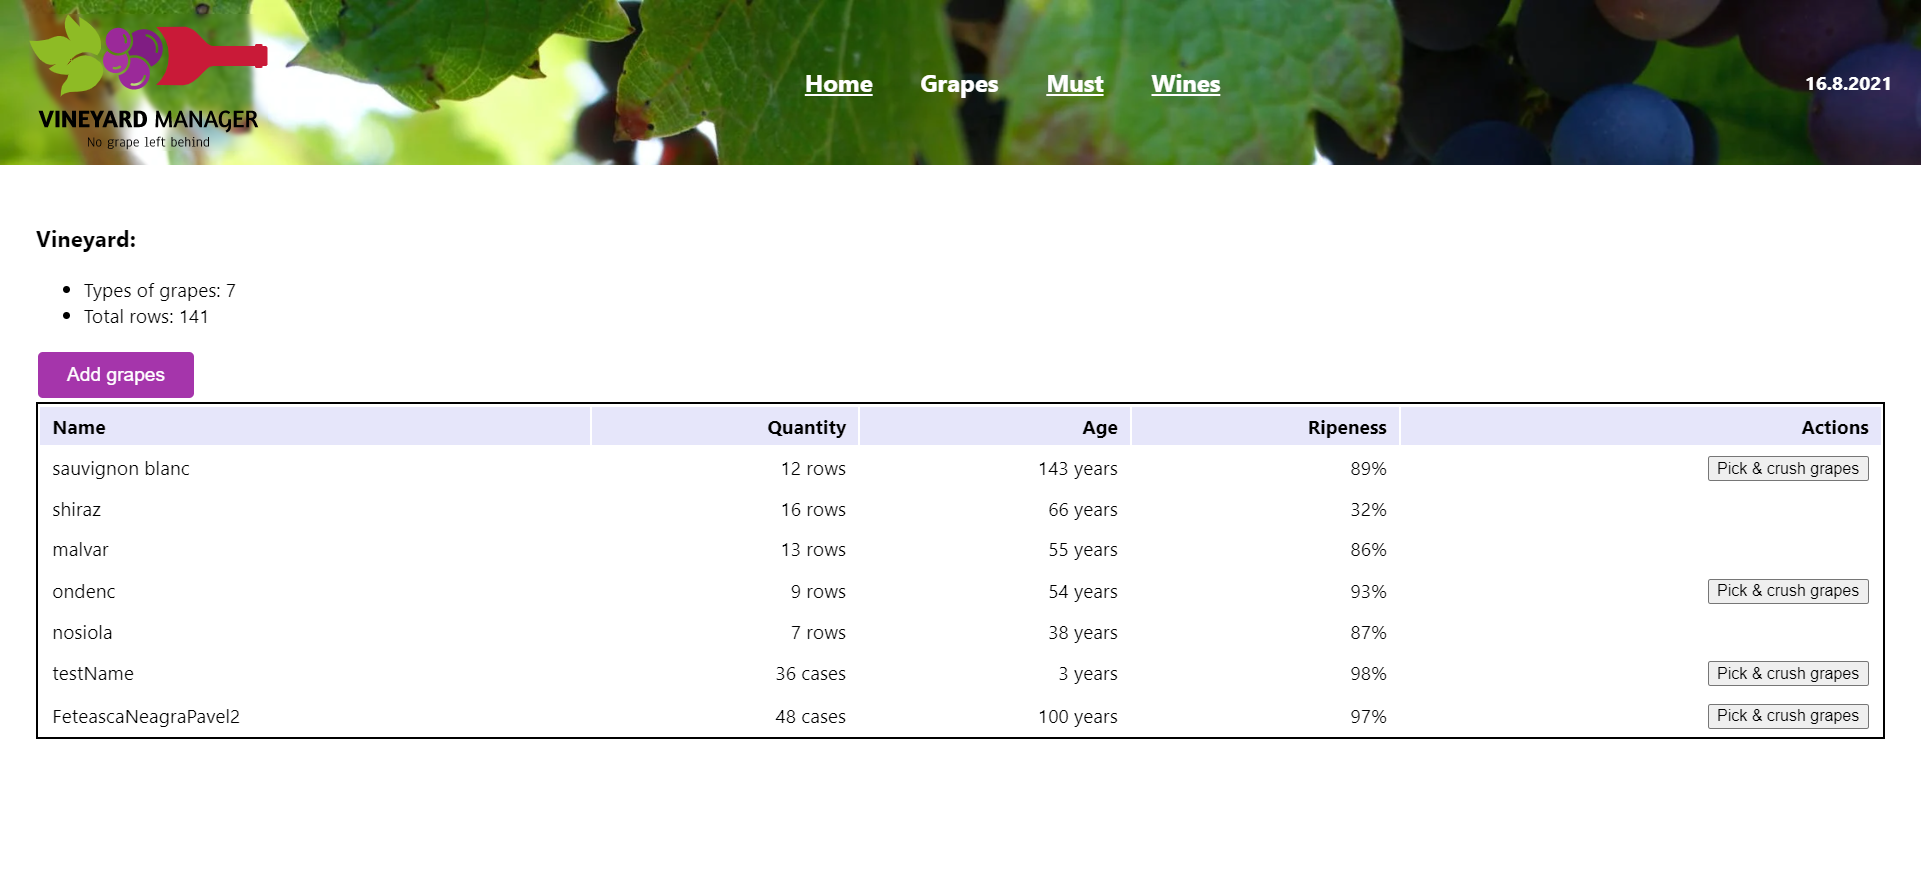 VINEYARD MANAGER
No grape left behind
Home Grapes Must Wines
16.8.2021
Vineyard:
Types of grapes: 7
Total rows: 141
Add grapes
Name Quantity Age Ripeness Actions
sauvignon blanc 12 rows 143 years 89% Pick & crush grapes
shiraz 16 rows 66 years 32%
malvar 13 rows 55 years 86%
ondenc 9 rows 54 years 93% Pick & crush grapes
nosiola 7 rows 38 years 87%
testName 36 cases 3 years 98% Pick & crush grapes
FeteascaNeagraPavel2 48 cases 100 years 97% Pick & crush grapes